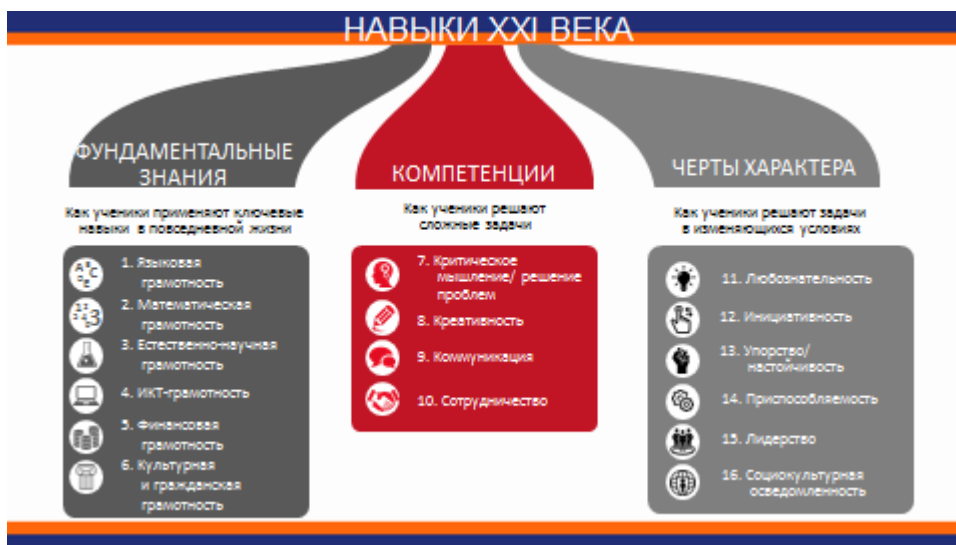 НАВЫКИ XXI ВЕКА
ФУНДАМЕНТАЛЬНЫЕ
ЗНАНИЯ
Как ученики применяют ключевые
навыки в повседневной жизни
1. Языковая
грамотность
2. Математическая
грамотность
3. Естественно-научная
грамотность
4. ИКТ-грамотность
5. Финансовая
грамотность
6. Культурная
и гражданская
грамотность
КОМПЕТЕНЦИИ
Как ученики решают
сложные задачи
7. Критическое
мышление/ решение
проблем
8. Креативность
9. Коммуникация
10. Сотрудничество
ЧЕРТЫ ХАРАКТЕРА
Как ученики решают задачи
в изменяющихся условиях
11. Любознательность
12. Инициативность
13. Упорство/
настойчивость
14. Приспособляемость
15. Лидерство
16. Социокультурная
осведомленность